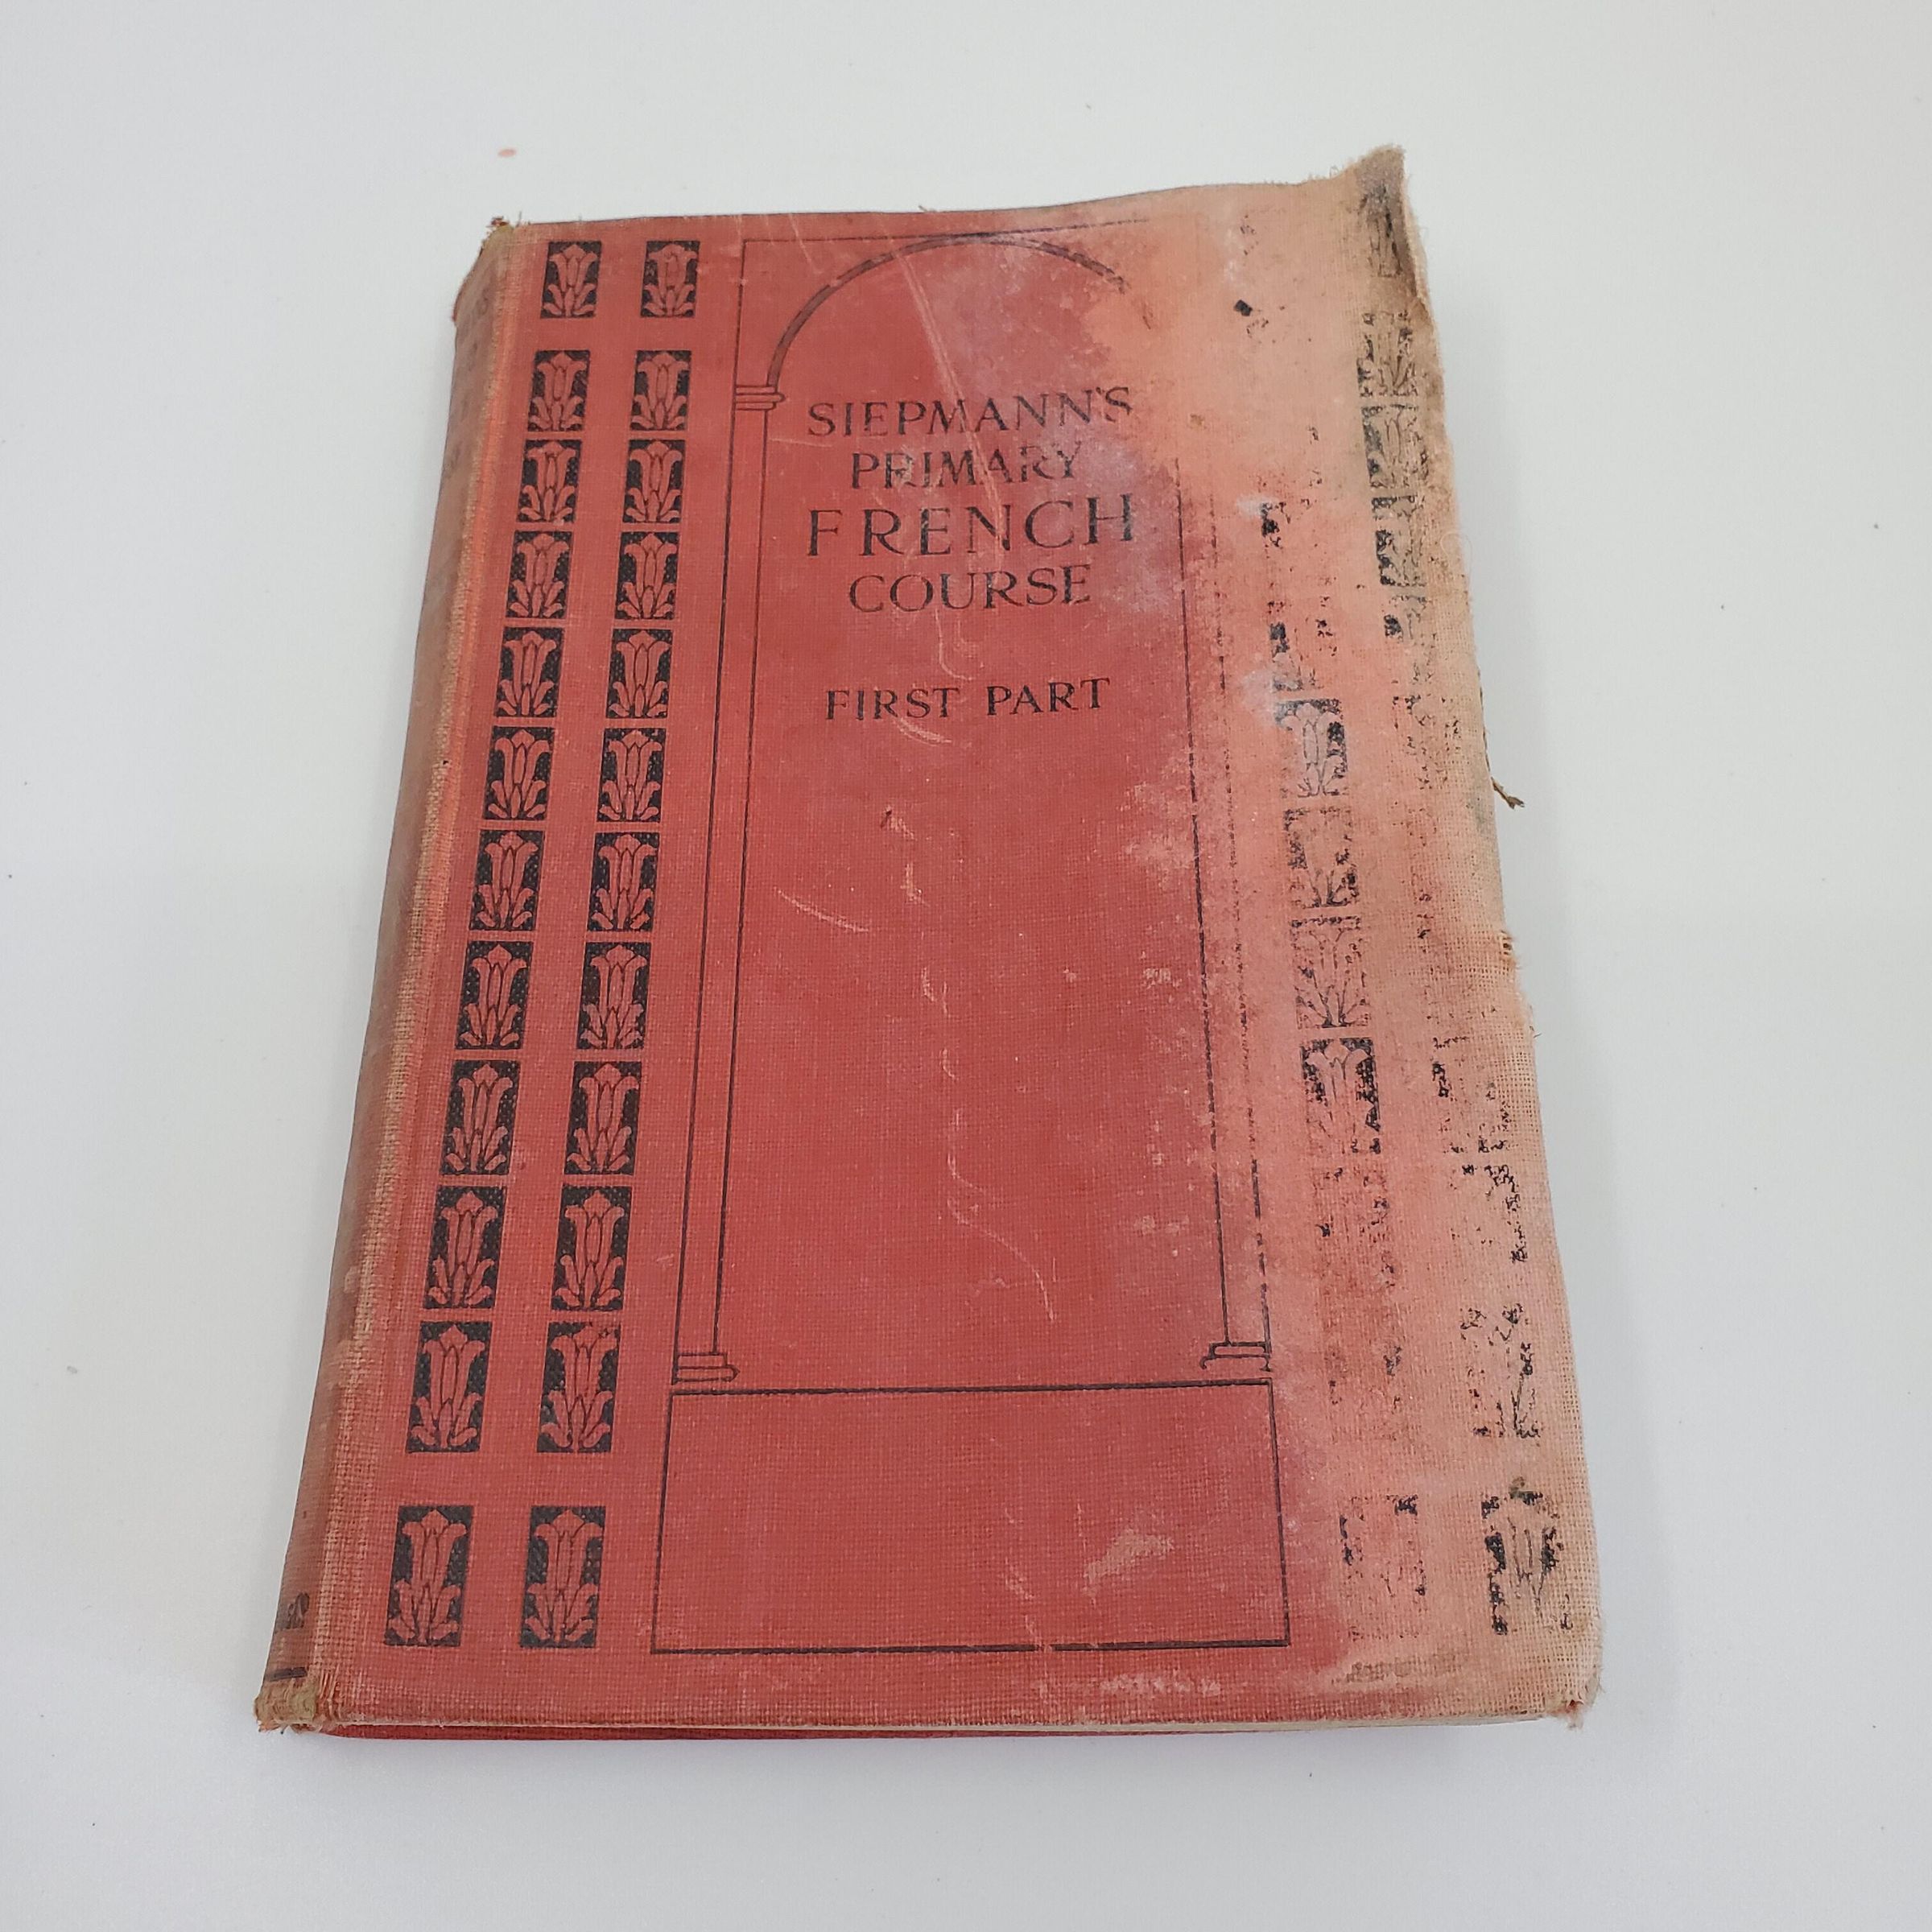 SIEPMANN'S
PRIMARY
FRENCH
COURSE
FIRST PART